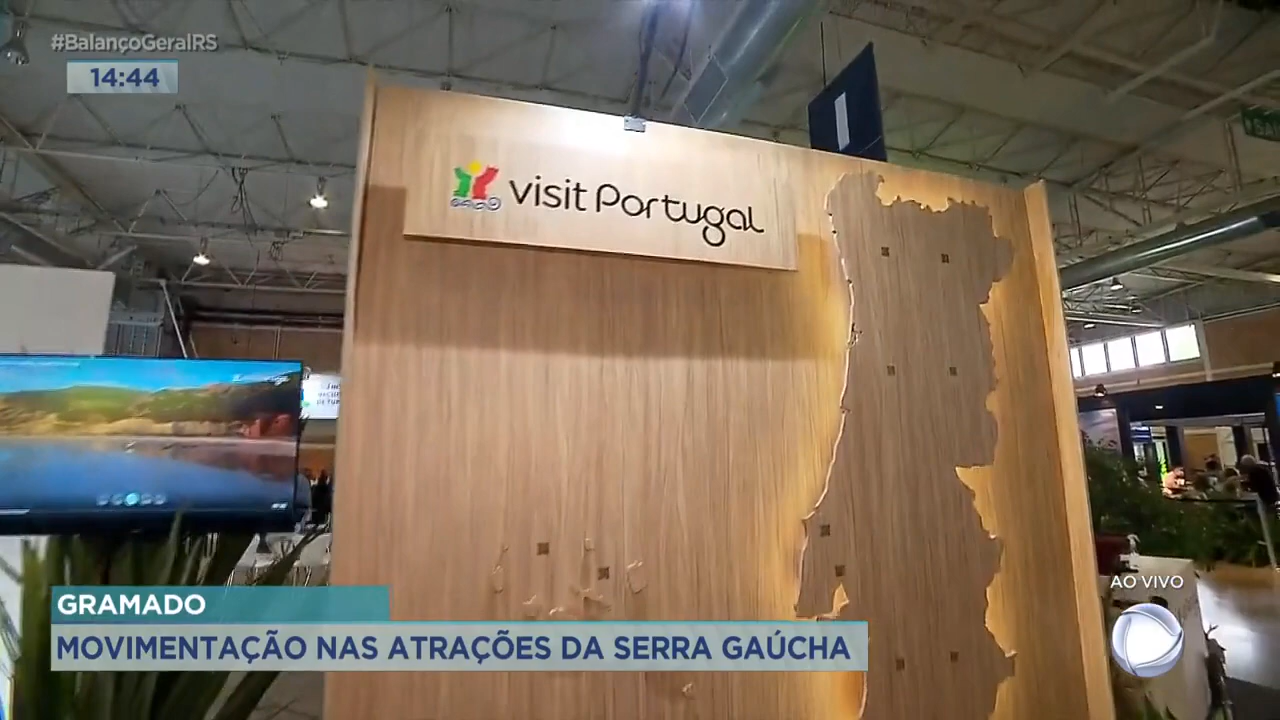 #BalançoGeralRS
14:44
visit Portugal
GRAMADO
MOVIMENTAÇÃO NAS ATRAÇÕES DA SERRA GAÚCHA
AO VIVO